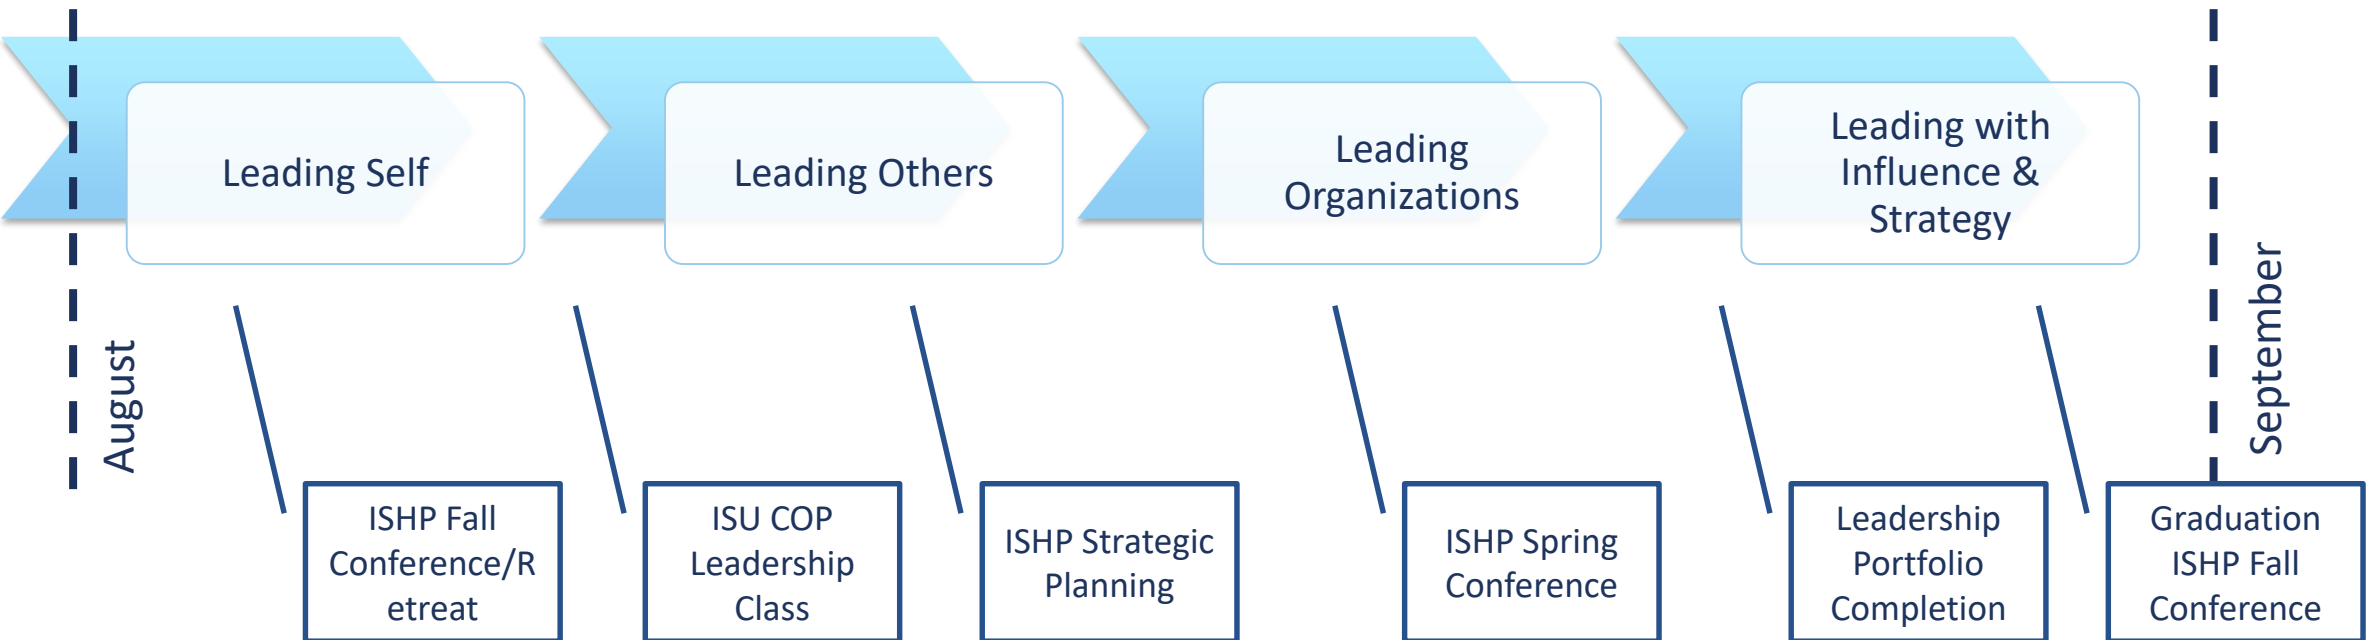 Leading Self
Leading Others
Leading
Organizations
Leading with
Influence &
Strategy
August
September
ISHP Fall
Conference/R
etreat
ISU COP
Leadership
Class
ISHP Strategic
Planning
ISHP Spring
Conference
Leadership
Portfolio
Completion
Graduation
ISHP Fall
Conference